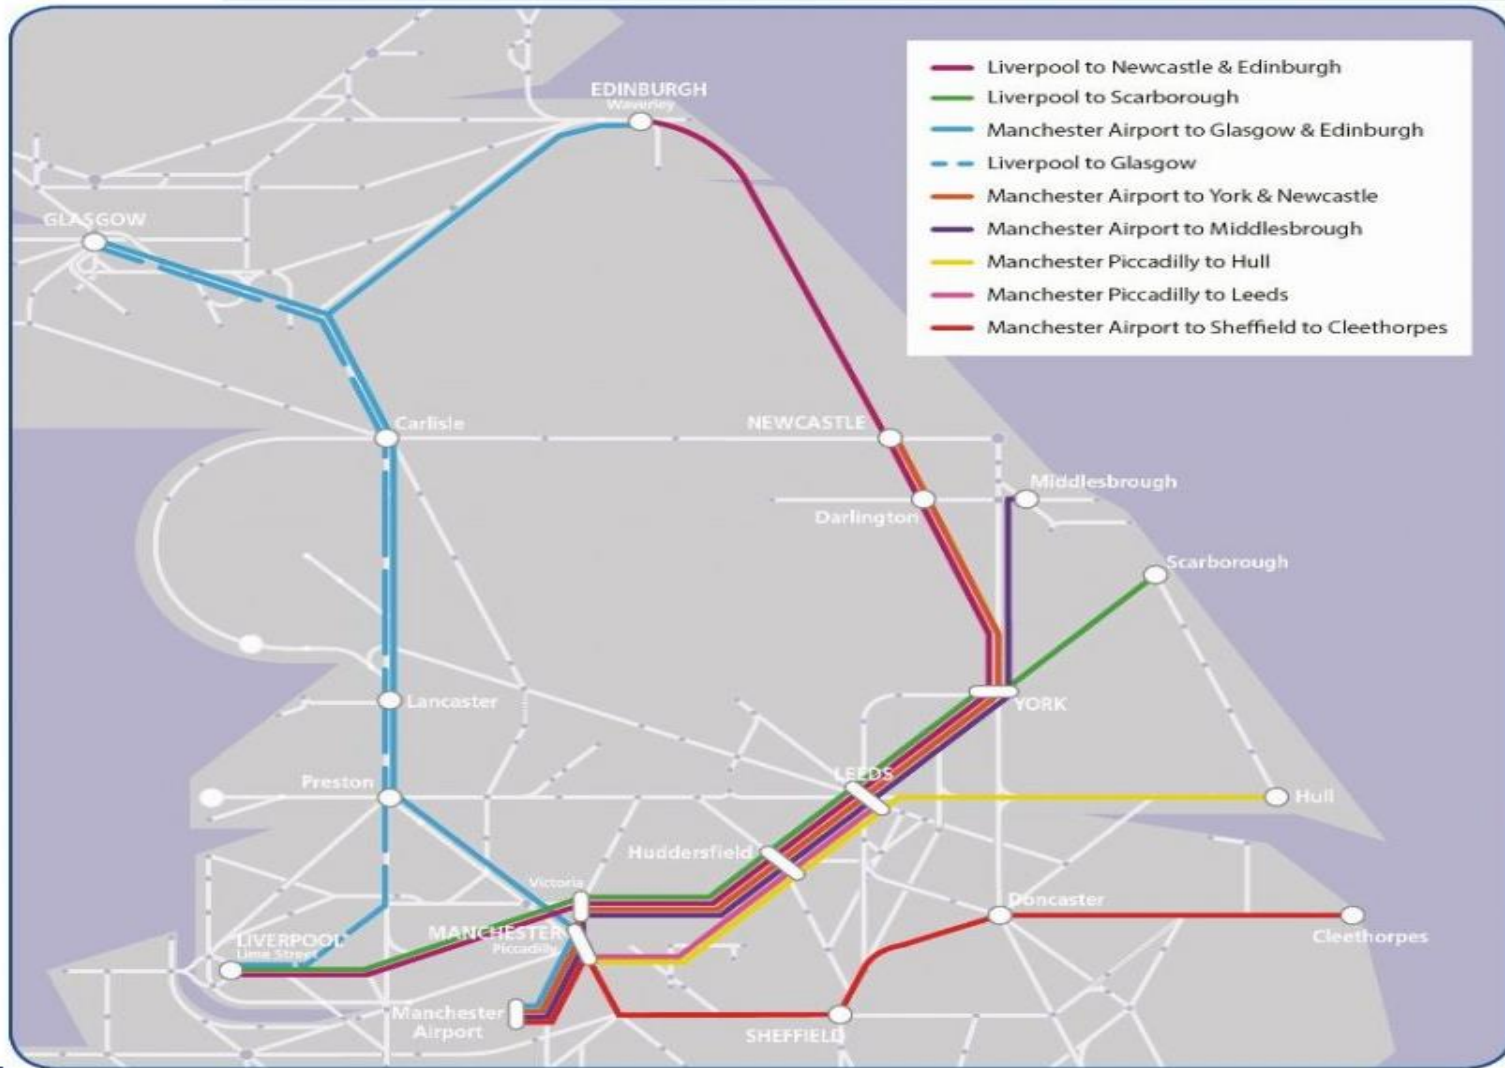 EDINBURGH
Waverley
Liverpool to Newcastle & Edinburgh
Liverpool to Scarborough
Manchester Airport to Glasgow & Edinburgh
Liverpool to Glasgow
Manchester Airport to York & Newcastle
Manchester Airport to Middlesbrough
Manchester Piccadilly to Hull
Manchester Piccadilly to Leeds
Manchester Airport to Sheffield to Cleethorpes
GLASGOW
Carlisle
NEWCASTLE
Middlesbrough
Darlington
Scarborough
Lancaster
YORK
Preston
LEEDS
Hull
Huddersfield
Victoria
Doncaster
MANCHESTER
Piccadilly
LIVERPOOL
Lime Street
Cleethorpes
Manchester
Airport
SHEFFIELD